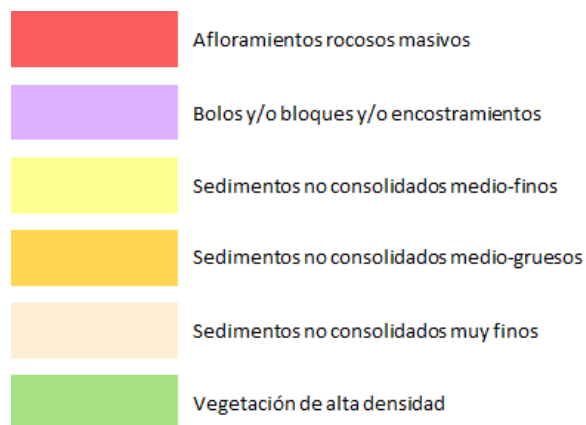 Afloramientos rocosos masivos
Bolos y/o bloques y/o encostramientos
Sedimentos no consolidados medio-finos
Sedimentos no consolidados medio-gruesos
Sedimentos no consolidados muy finos
Vegetación de alta densidad